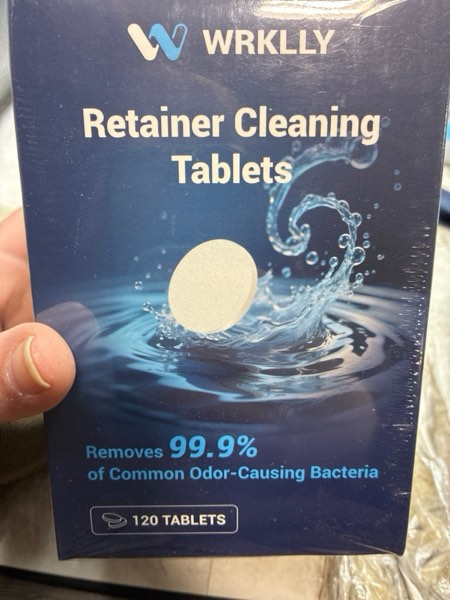 WRKLLY
Retainer Cleaning
Tablets
Removes 99.9%
of Common Odor-Causing Bacteria
120 TABLETS